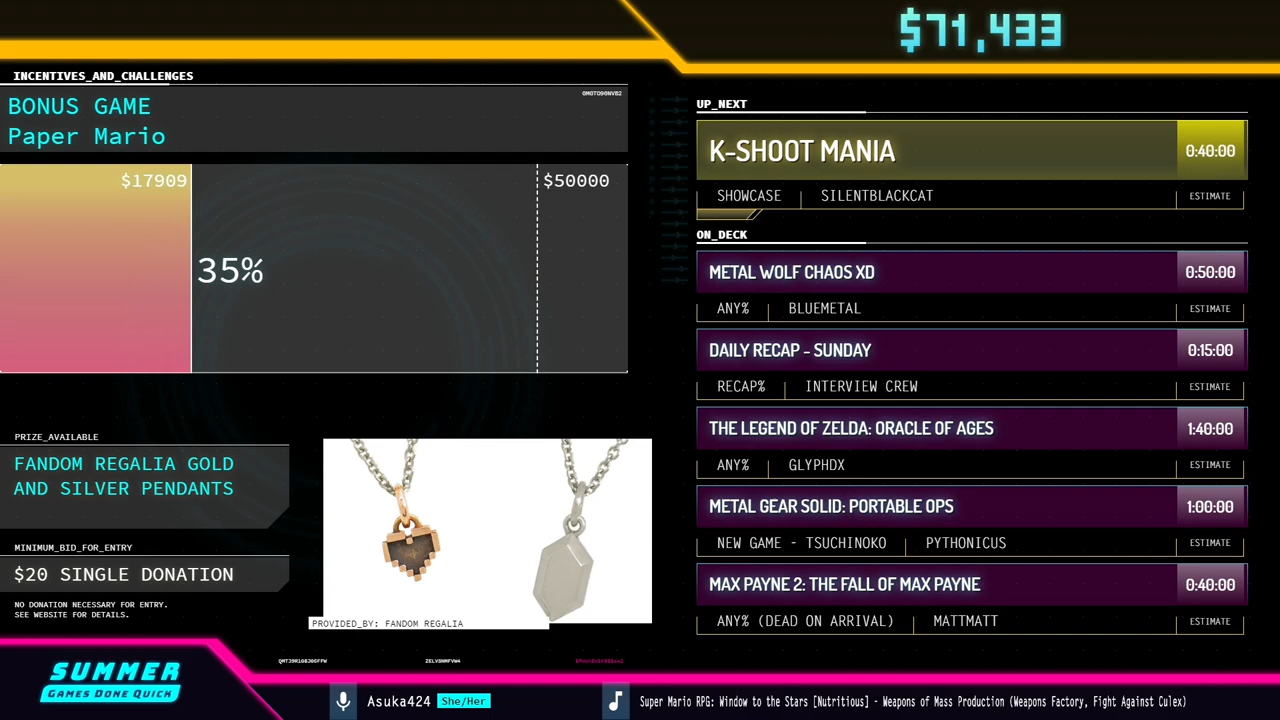 $71,433
INCENTIVES_AND_CHALLENGES
BONUS GAME
Paper Mario
$17909
$50000
35%
PRIZE_AVAILABLE
FANDOM REGALIA GOLD
AND SILVER PENDANTS
MINIMUM_BID_FOR_ENTRY
$20 SINGLE DONATION
NO DONATION NECESSARY FOR ENTRY.
SEE WEBSITE FOR DETAILS.
PROVIDED_BY: FANDOM REGALIA
UP_NEXT
K-SHOOT MANIA 0:40:00
SHOWCASE SILENTBLACKCAT ESTIMATE
ON_DECK
METAL WOLF CHAOS XD 0:50:00
ANY% BLUEMETAL ESTIMATE
DAILY RECAP - SUNDAY 0:15:00
RECAP% INTERVIEW CREW ESTIMATE
THE LEGEND OF ZELDA: ORACLE OF AGES 1:40:00
ANY% GLYPHDX ESTIMATE
METAL GEAR SOLID: PORTABLE OPS 1:00:00
NEW GAME - TSUCHINOKO PYTHONICUS ESTIMATE
MAX PAYNE 2: THE FALL OF MAX PAYNE 0:40:00
ANY% (DEAD ON ARRIVAL) MATTMATT ESTIMATE
SUMMER
GAMES DONE QUICK
Asuka424 She/Her
Super Mario RPG: Window to the Stars [Nutritious] - Weapons of Mass Production (Weapons Factory, Fight Against Culex)